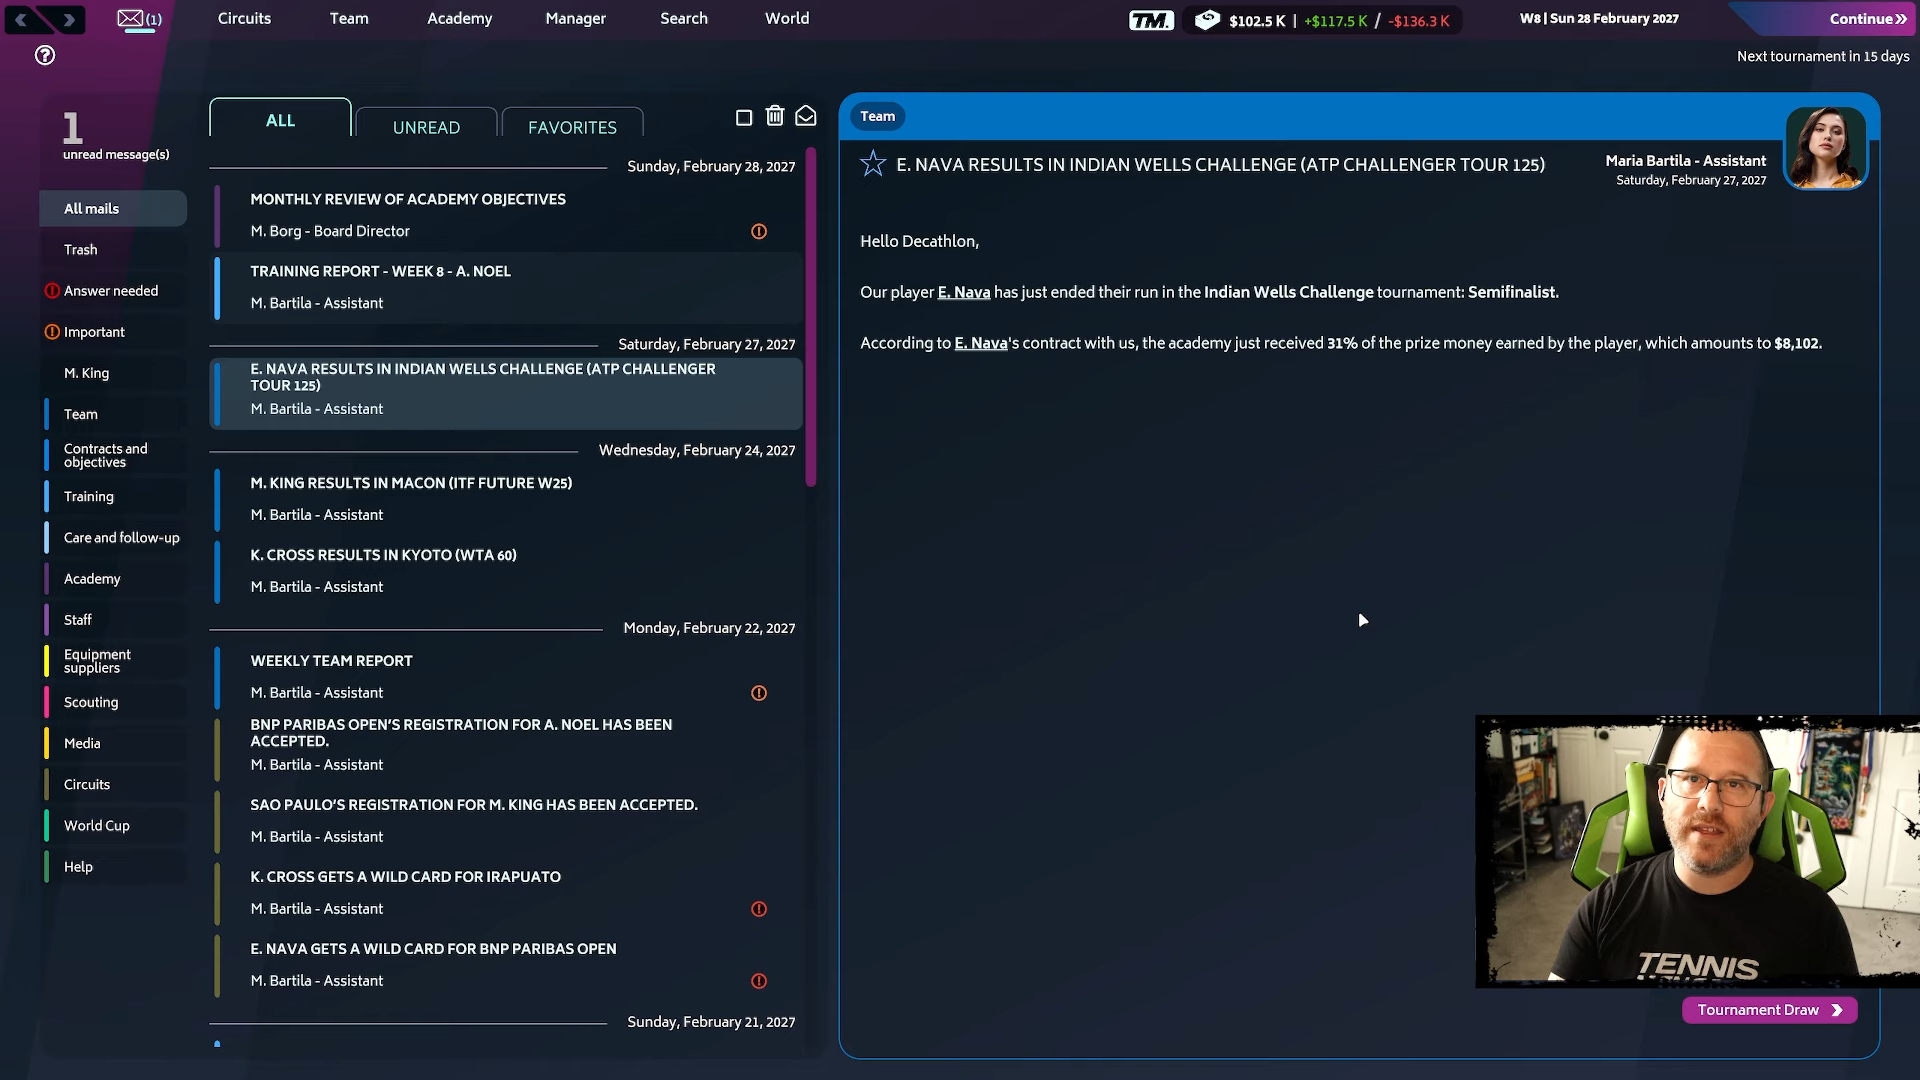 (1)
Circuits
Team
Academy
Manager
Search
World
TM.
$102.5 K | +$117.5 K / -$136.3 K
W8 | Sun 28 February 2027
Continue
Next tournament in 15 days
1
unread message(s)
All mails
Trash
Answer needed
Important
M. King
Team
Contracts and
objectives
Training
Care and follow-up
Academy
Staff
Equipment
suppliers
Scouting
Media
Circuits
World Cup
Help
ALL
UNREAD
FAVORITES
Sunday, February 28, 2027
MONTHLY REVIEW OF ACADEMY OBJECTIVES
M. Borg - Board Director
TRAINING REPORT - WEEK 8 - A. NOEL
M. Bartila - Assistant
Saturday, February 27, 2027
E. NAVA RESULTS IN INDIAN WELLS CHALLENGE (ATP CHALLENGER
TOUR 125)
M. Bartila - Assistant
Wednesday, February 24, 2027
M. KING RESULTS IN MACON (ITF FUTURE W25)
M. Bartila - Assistant
K. CROSS RESULTS IN KYOTO (WTA 60)
M. Bartila - Assistant
Monday, February 22, 2027
WEEKLY TEAM REPORT
M. Bartila - Assistant
BNP PARIBAS OPEN'S REGISTRATION FOR A. NOEL HAS BEEN
ACCEPTED.
M. Bartila - Assistant
SAO PAULO'S REGISTRATION FOR M. KING HAS BEEN ACCEPTED.
M. Bartila - Assistant
K. CROSS GETS A WILD CARD FOR IRAPUATO
M. Bartila - Assistant
E. NAVA GETS A WILD CARD FOR BNP PARIBAS OPEN
M. Bartila - Assistant
Sunday, February 21, 2027
Team
E. NAVA RESULTS IN INDIAN WELLS CHALLENGE (ATP CHALLENGER TOUR 125)
Maria Bartila - Assistant
Saturday, February 27, 2027
Hello Decathlon,
Our player E. Nava has just ended their run in the Indian Wells Challenge tournament: Semifinalist.
According to E. Nava's contract with us, the academy just received 31% of the prize money earned by the player, which amounts to $8,102.
TENNIS
Tournament Draw